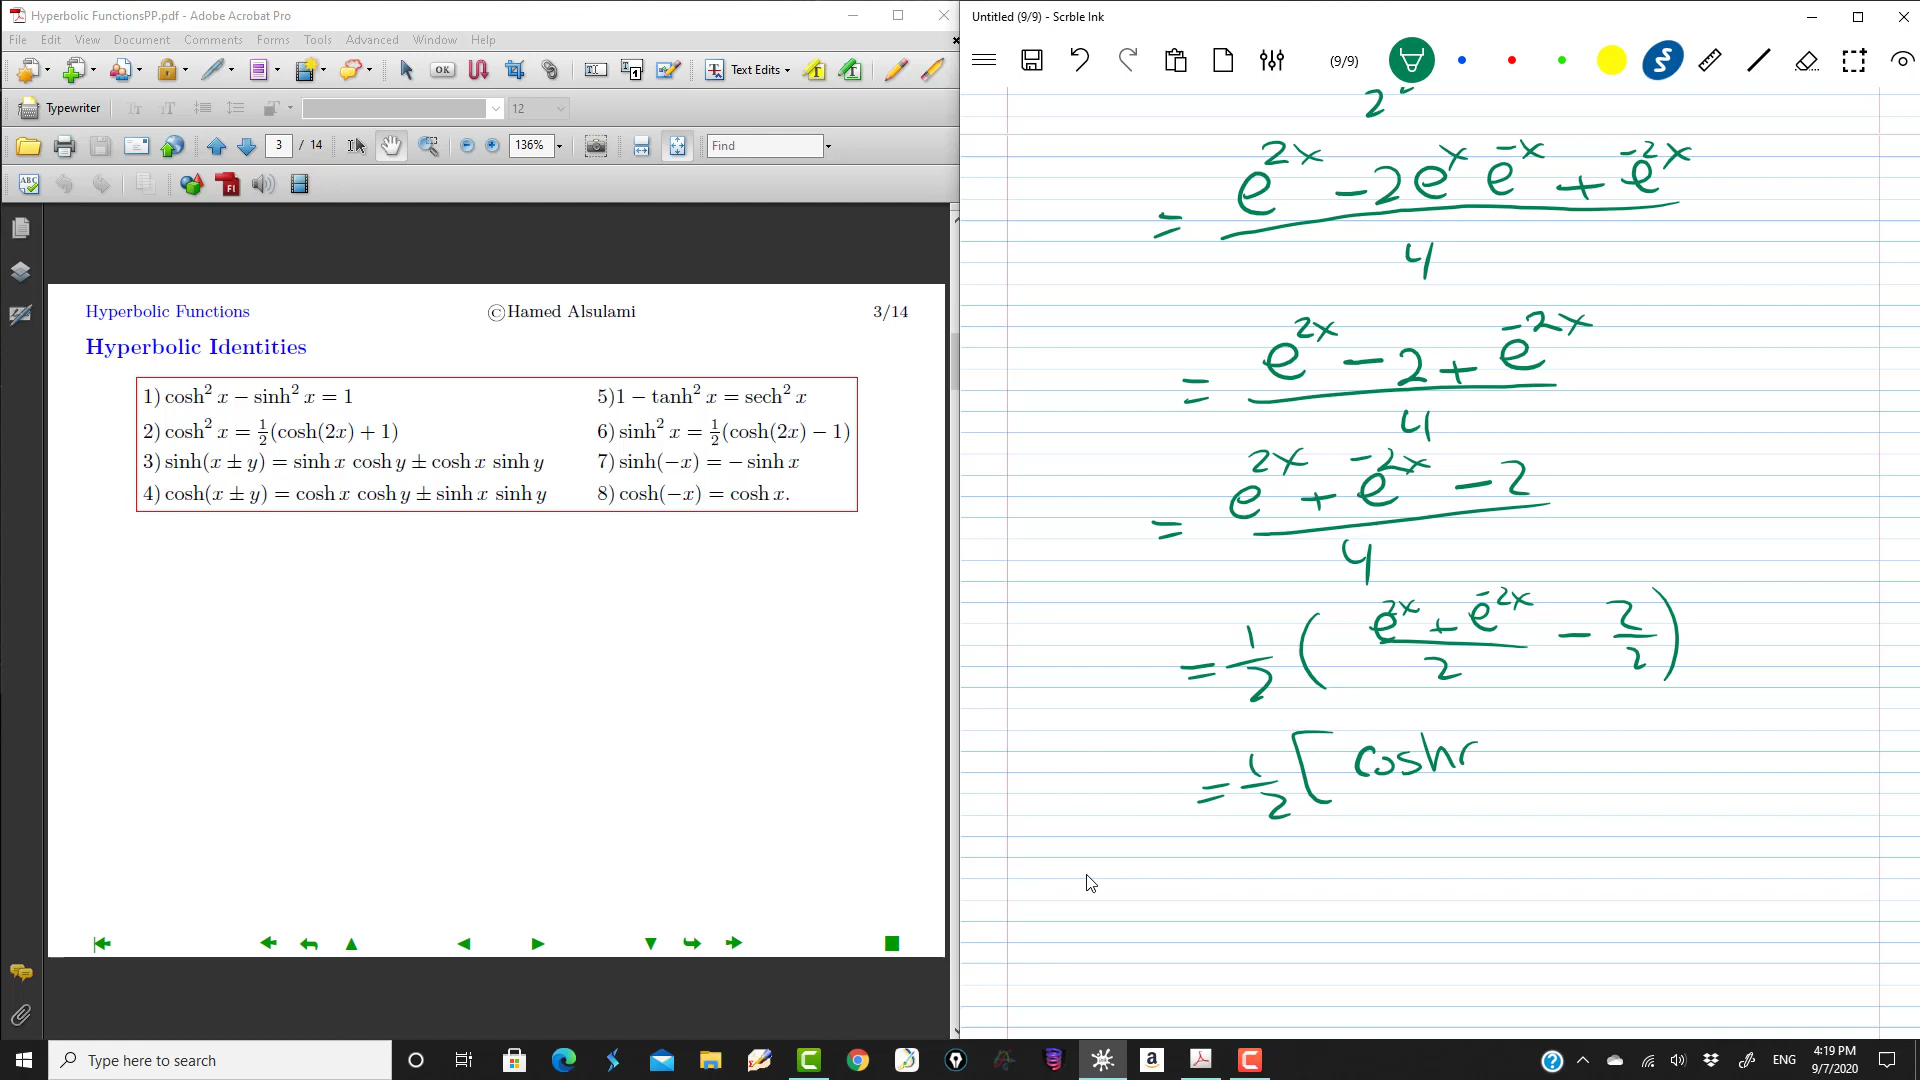 Hyperbolic FunctionsPP.pdf - Adobe Acrobat Pro
File Edit View Document Comments Forms Tools Advanced Window Help
OK Text Edits
Typewriter Tr T 12
3 / 14 136% Find
ABC
Hyperbolic Functions ©Hamed Alsulami 3/14
Hyperbolic Identities
1) cosh² x − sinh² x = 1 5)1 − tanh² x = sech² x
2) cosh² x = 1/2(cosh(2x) + 1) 6) sinh² x = 1/2(cosh(2x) − 1)
3) sinh(x ± y) = sinh x cosh y ± cosh x sinh y 7) sinh(−x) = − sinh x
4) cosh(x ± y) = cosh x cosh y ± sinh x sinh y 8) cosh(−x) = cosh x.
Untitled (9/9) - Scrble Ink
(9/9)
2
= (e^{2x} − 2e^x e^{-x} + e^{-2x}) / 4
= (e^{2x} − 2 + e^{-2x}) / 4
= (e^{2x} + e^{-2x} − 2) / 4
= 1/2 ( (e^{2x} + e^{-2x}) / 2 − 2/2 )
= 1/2 [ cosh
Type here to search
ENG 4:19 PM
9/7/2020